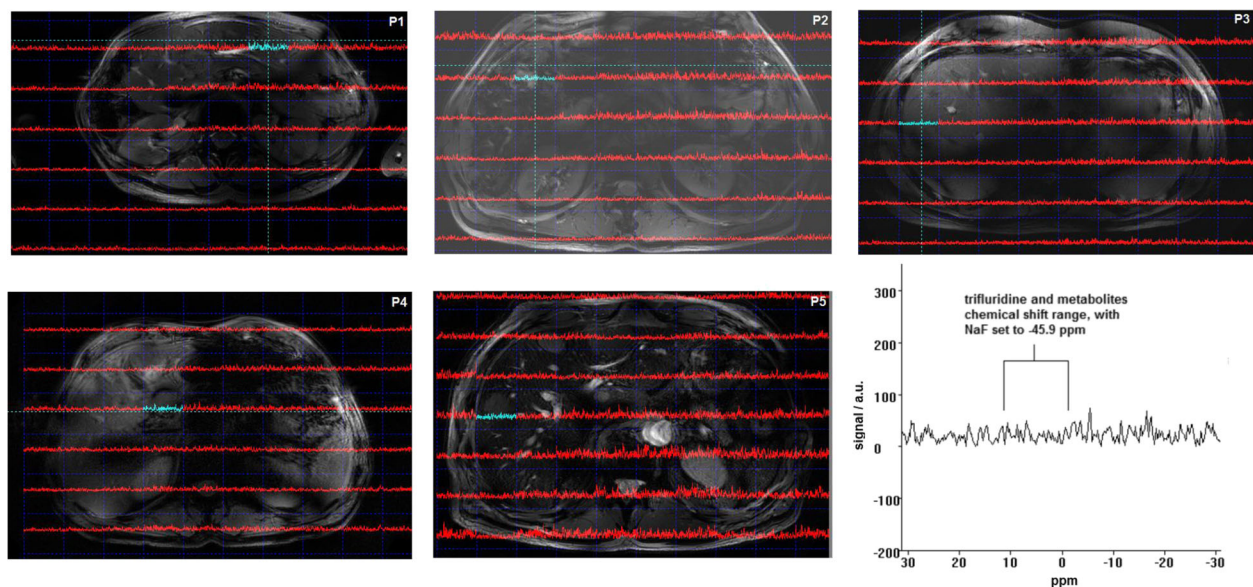 P1
P2
P3
P4
P5
300
200
100
0
-100
-200
signal / a.u.
trifluridine and metabolites
chemical shift range, with
NaF set to -45.9 ppm
30
20
10
0
-10
-20
-30
ppm